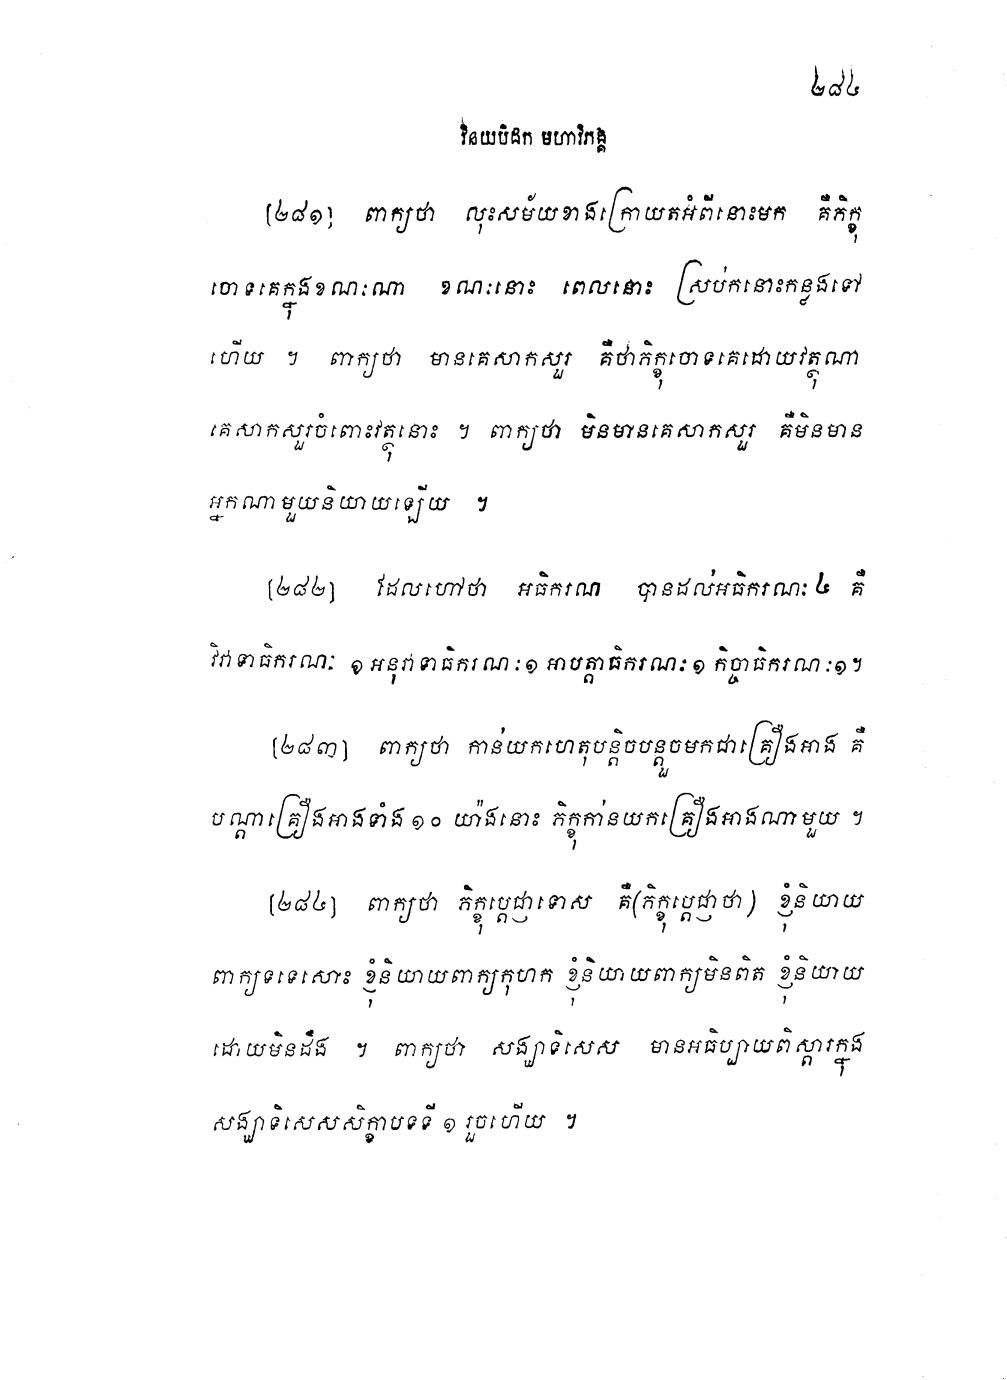 ២៨៤
វិនយបិដក មហាវិភង្គ
[២៨១] ពាក្យថា លុះសម័យខាងក្រោយតអំពីនោះមក គឺភិក្ខុ
ចោទគេក្នុងខណៈណា ខណៈនោះ ពេលនោះ ស្រប់កនោះកន្លងទៅ
ហើយ ។ ពាក្យថា មានគេសាកសួរ គឺថាភិក្ខុចោទគេដោយវត្ថុណា
គេសាកសួរចំពោះវត្ថុនោះ ។ ពាក្យថា មិនមានគេសាកសួរ គឺមិនមាន
អ្នកណាមួយនិយាយឡើយ ។
[២៨២] ដែលហៅថា អធិករណ បានដល់អធិករណៈ ៤ គឺ
វិវាទាធិករណៈ ១ អនុវាទាធិករណៈ ១ អាបត្តាធិករណៈ ១ កិច្ចាធិករណៈ ១ ។
[២៨៣] ពាក្យថា កាន់យកហេតុបន្តិចបន្តួចមកជាគ្រឿងអាង គឺ
បណ្តាគ្រឿងអាងទាំង ១០ យ៉ាងនោះ ភិក្ខុកាន់យកគ្រឿងអាងណាមួយ ។
[២៨៤] ពាក្យថា ភិក្ខុប្តេជ្ញាទោស គឺ(ភិក្ខុប្តេជ្ញាថា) ខ្ញុំនិយាយ
ពាក្យទទេសោះ ខ្ញុំនិយាយពាក្យកុហក ខ្ញុំនិយាយពាក្យមិនពិត ខ្ញុំនិយាយ
ដោយមិនដឹង ។ ពាក្យថា សង្ឃាទិសេស មានអធិប្បាយពិស្តារក្នុង
សង្ឃាទិសេសសិក្ខាបទទី ១ រួចហើយ ។